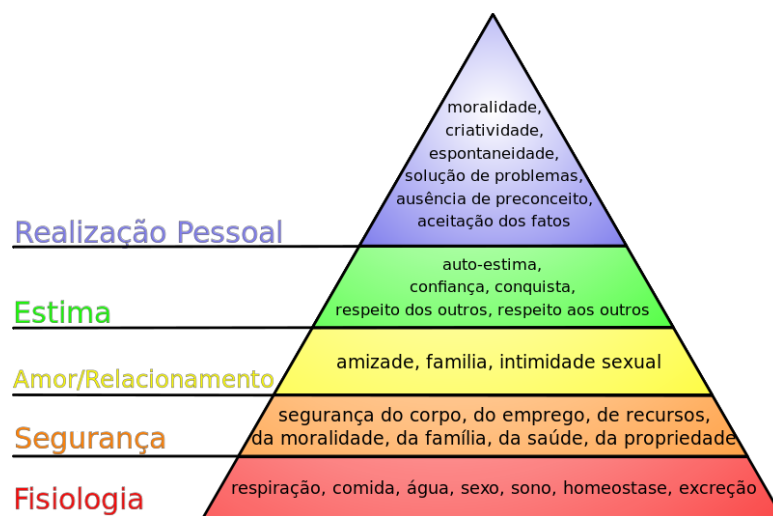 moralidade,
criatividade,
espontaneidade,
solução de problemas,
ausência de preconceito,
aceitação dos fatos
Realização Pessoal
auto-estima,
confiança, conquista,
respeito dos outros, respeito aos outros
Estima
amizade, familia, intimidade sexual
Amor/Relacionamento
segurança do corpo, do emprego, de recursos,
da moralidade, da família, da saúde, da propriedade
Segurança
respiração, comida, água, sexo, sono, homeostase, excreção
Fisiologia